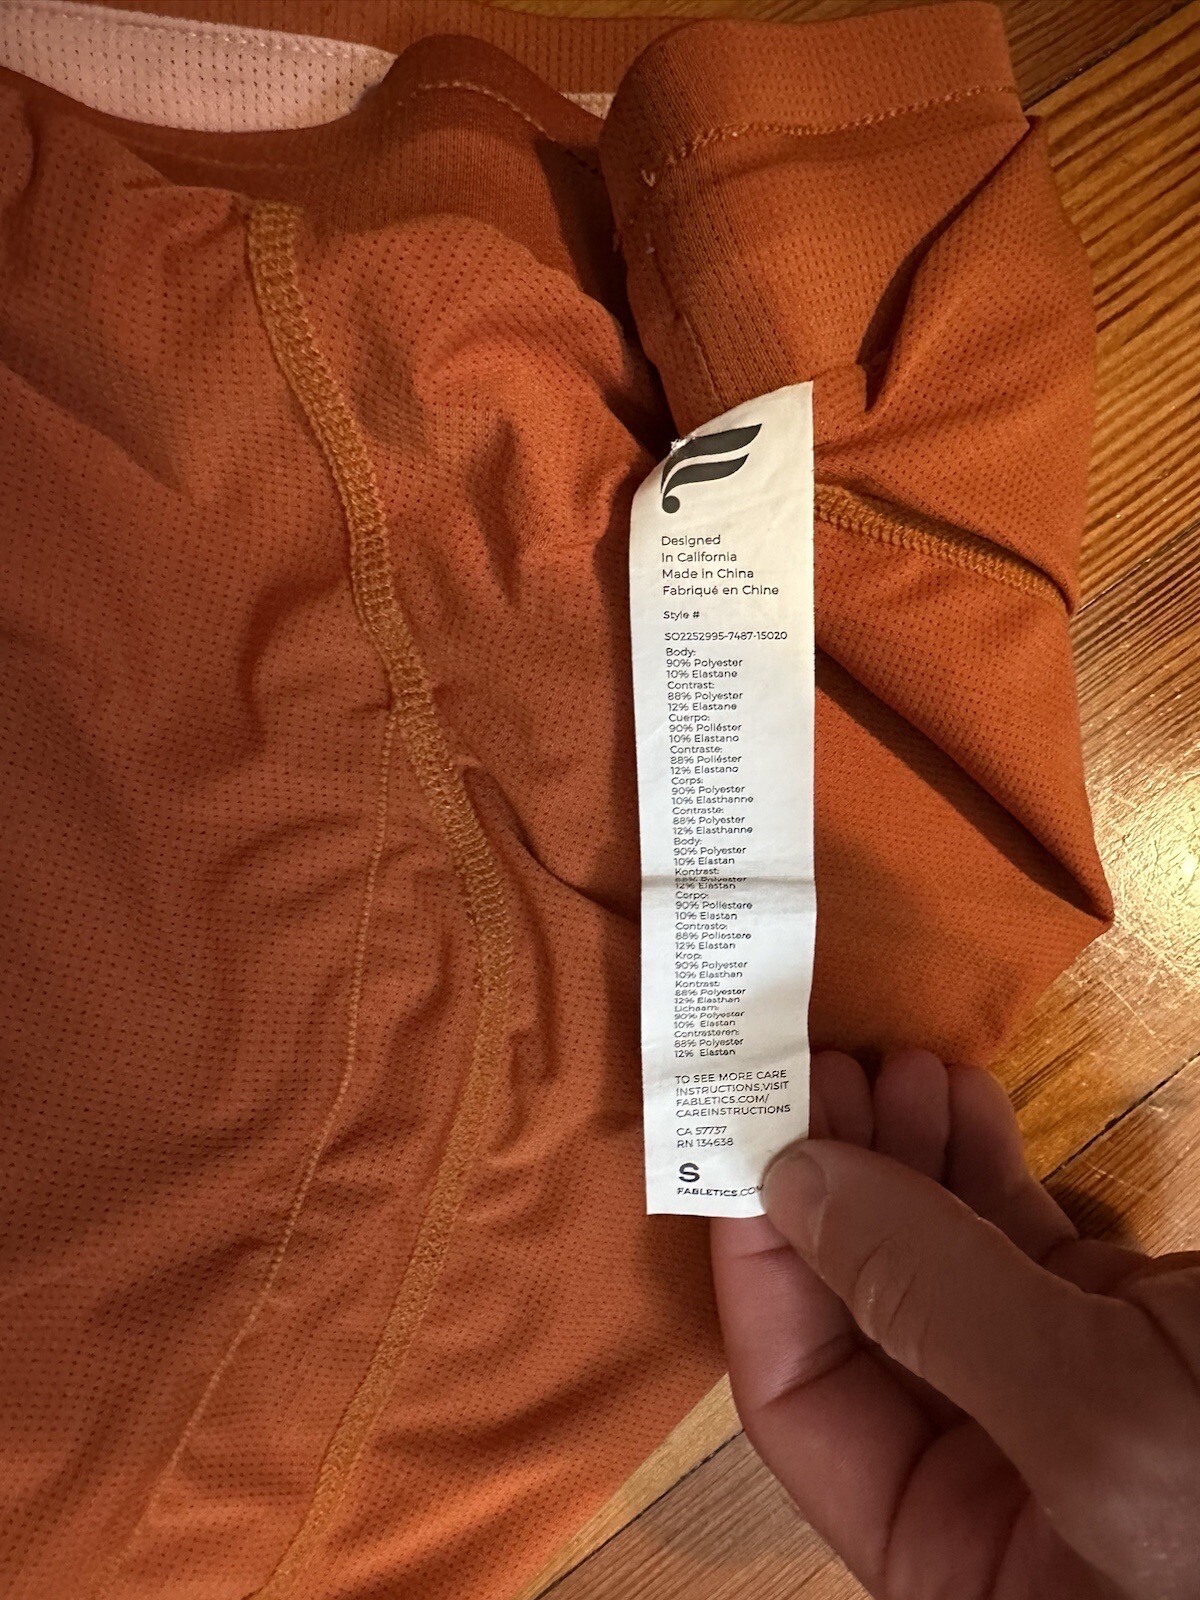 Designed
In California
Made in China
Fabriqué en Chine
Style #
SO2252995-7487-15020
Body:
90% Polyester
10% Elastane
Contrast:
88% Polyester
12% Elastane
Cuerpo:
90% Poliéster
10% Elastano
Contraste:
88% Poliéster
12% Elastano
Corps:
90% Polyester
10% Elasthanne
Contraste:
88% Polyester
12% Elasthanne
Body:
90% Polyester
10% Elastan
Kontrast:
88% Polyester
12% Elastan
Corpo:
90% Poliestere
10% Elastan
Contrasto:
88% Poliestere
12% Elastan
Krop:
90% Polyester
10% Elasthan
Kontrast:
88% Polyester
12% Elasthan
Lichaam:
90% Polyester
10% Elastan
Contrasteren:
88% Polyester
12% Elastan
TO SEE MORE CARE
INSTRUCTIONS,VISIT
FABLETICS.COM/
CAREINSTRUCTIONS
CA 57737
RN 134638
S
FABLETICS.COM